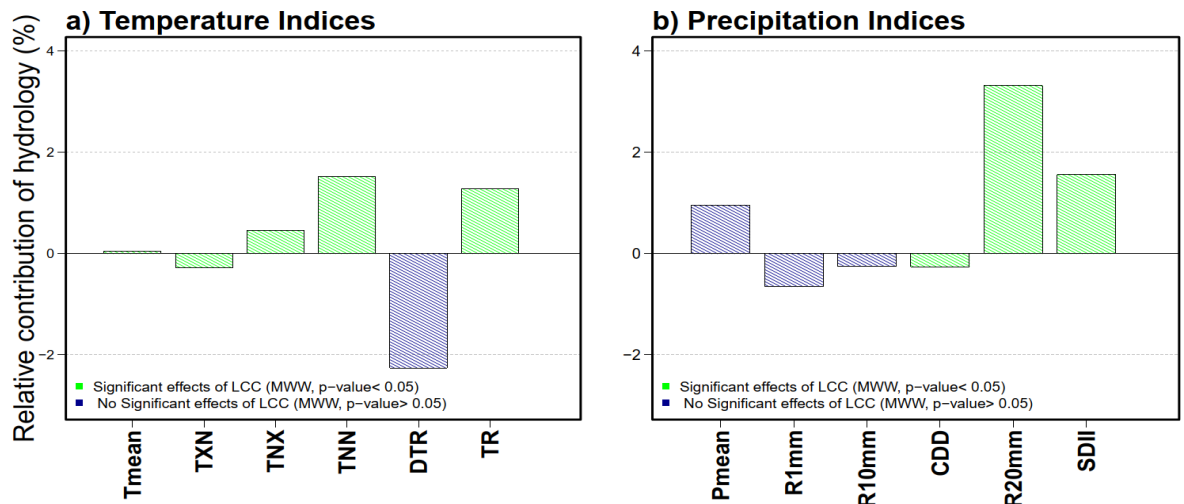 a) Temperature Indices
b) Precipitation Indices
Relative contribution of hydrology (%)
4
2
0
−2
Significant effects of LCC (MWW, p−value< 0.05)
No Significant effects of LCC (MWW, p−value> 0.05)
Tmean
TXN
TNX
TNN
DTR
TR
4
2
0
−2
Significant effects of LCC (MWW, p−value< 0.05)
No Significant effects of LCC (MWW, p−value> 0.05)
Pmean
R1mm
R10mm
CDD
R20mm
SDII